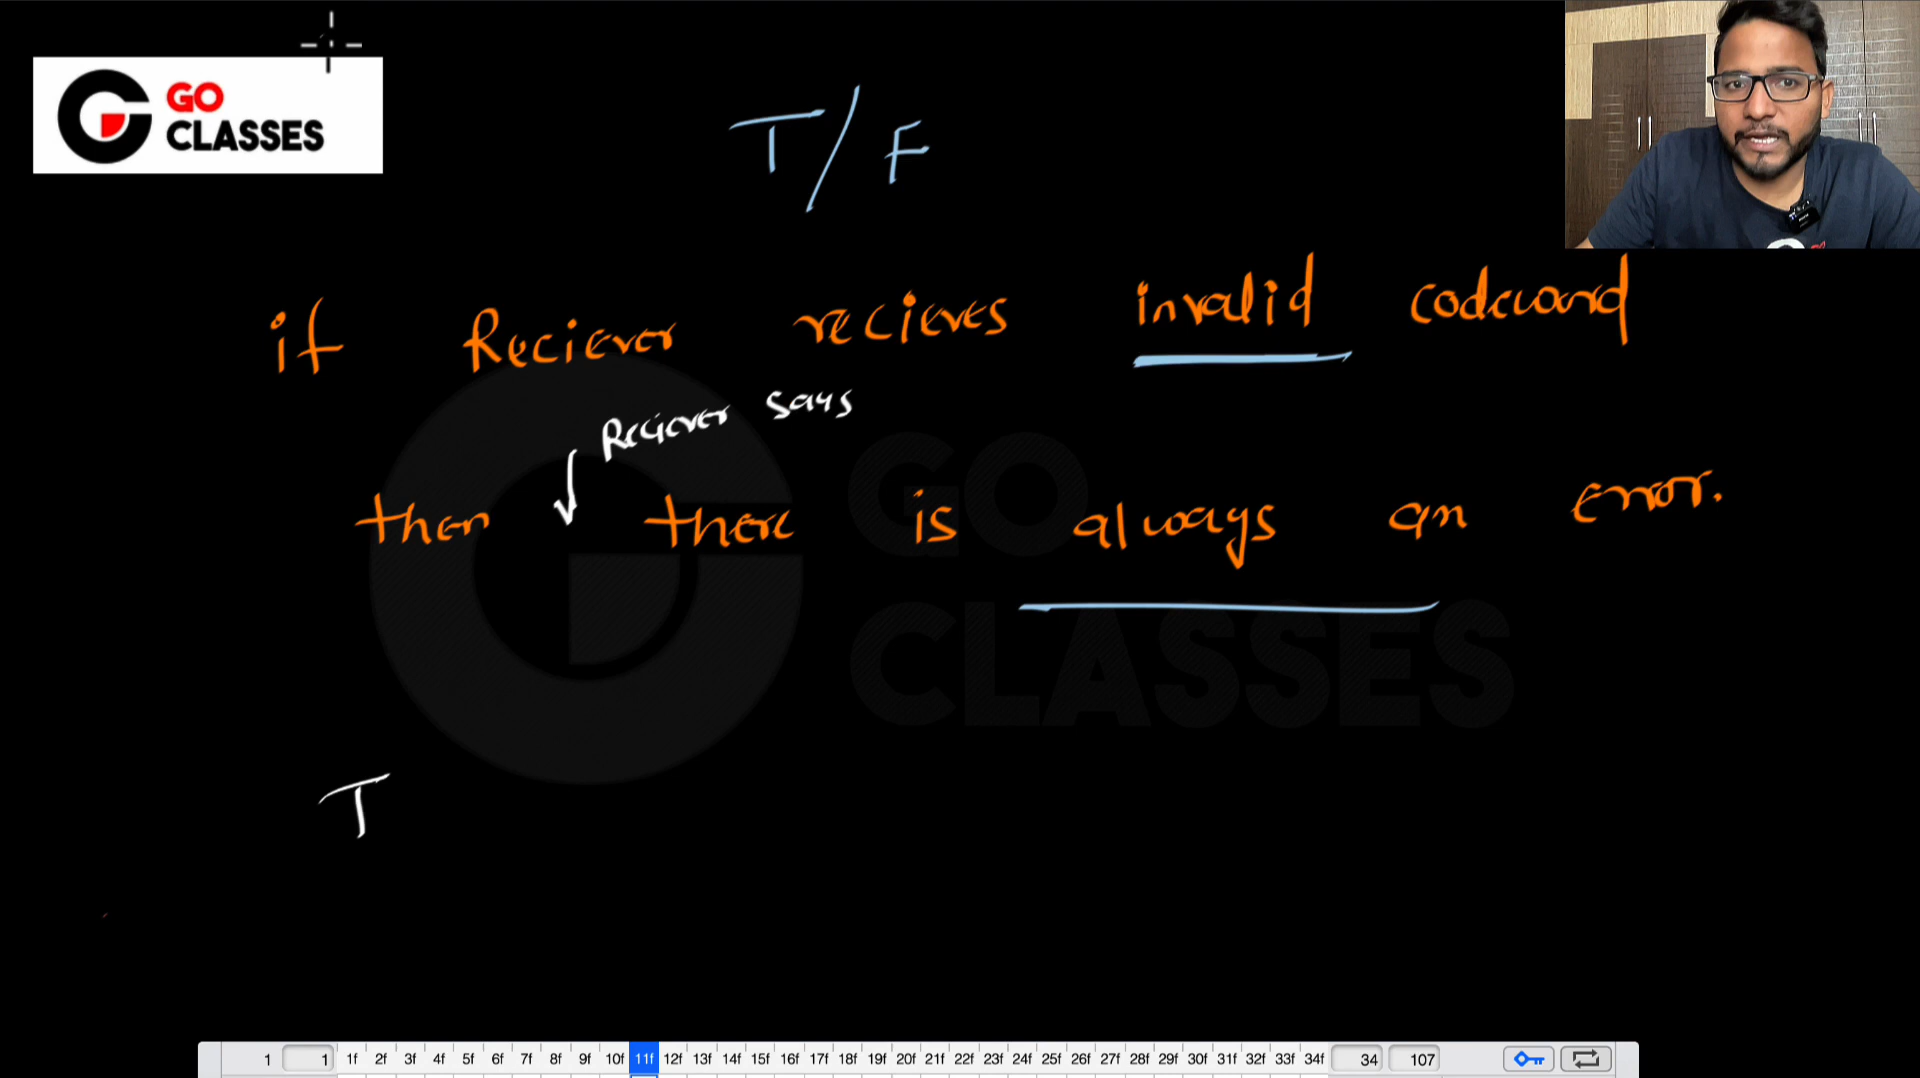 GO
CLASSES
T/F
if Reciever recieves invalid codeword
Reciever says
then there is always an error.
GO
CLASSES
T
1 1 1f 2f 3f 4f 5f 6f 7f 8f 9f 10f 11f 12f 13f 14f 15f 16f 17f 18f 19f 20f 21f 22f 23f 24f 25f 26f 27f 28f 29f 30f 31f 32f 33f 34f 34 107